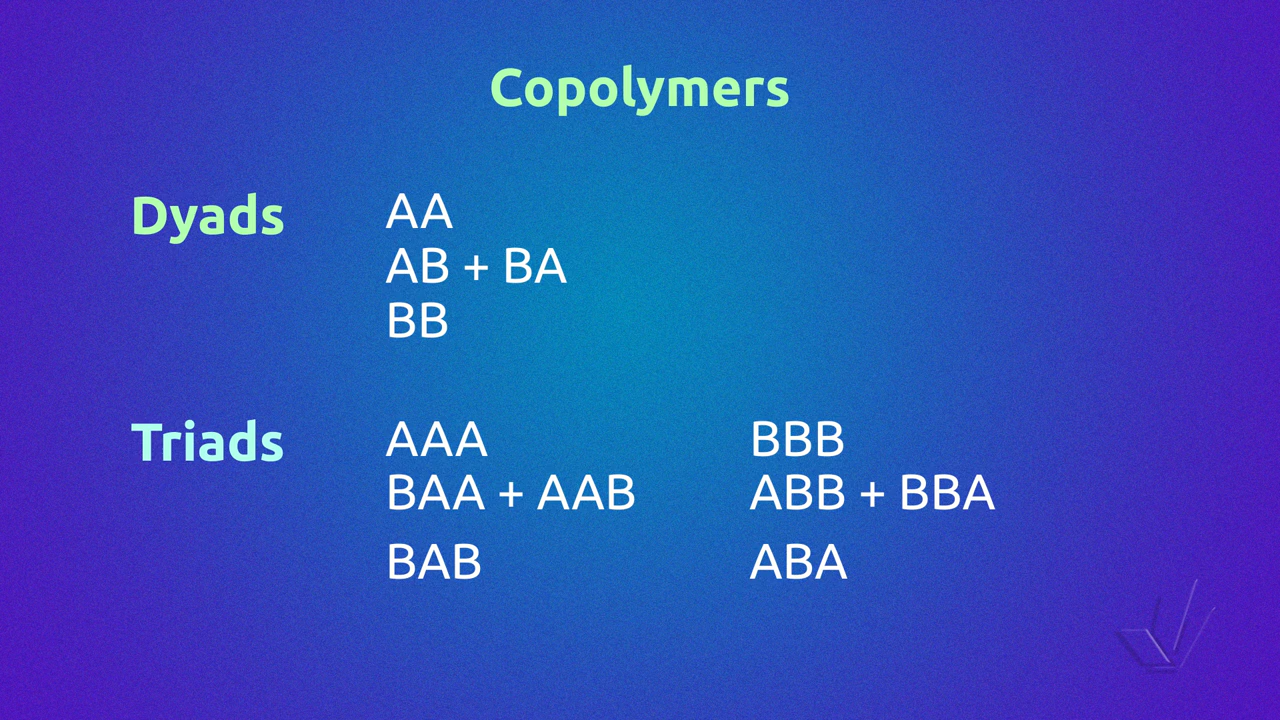 Copolymers
Dyads
AA
AB + BA
BB
Triads
AAA
BAA + AAB
BAB
BBB
ABB + BBA
ABA